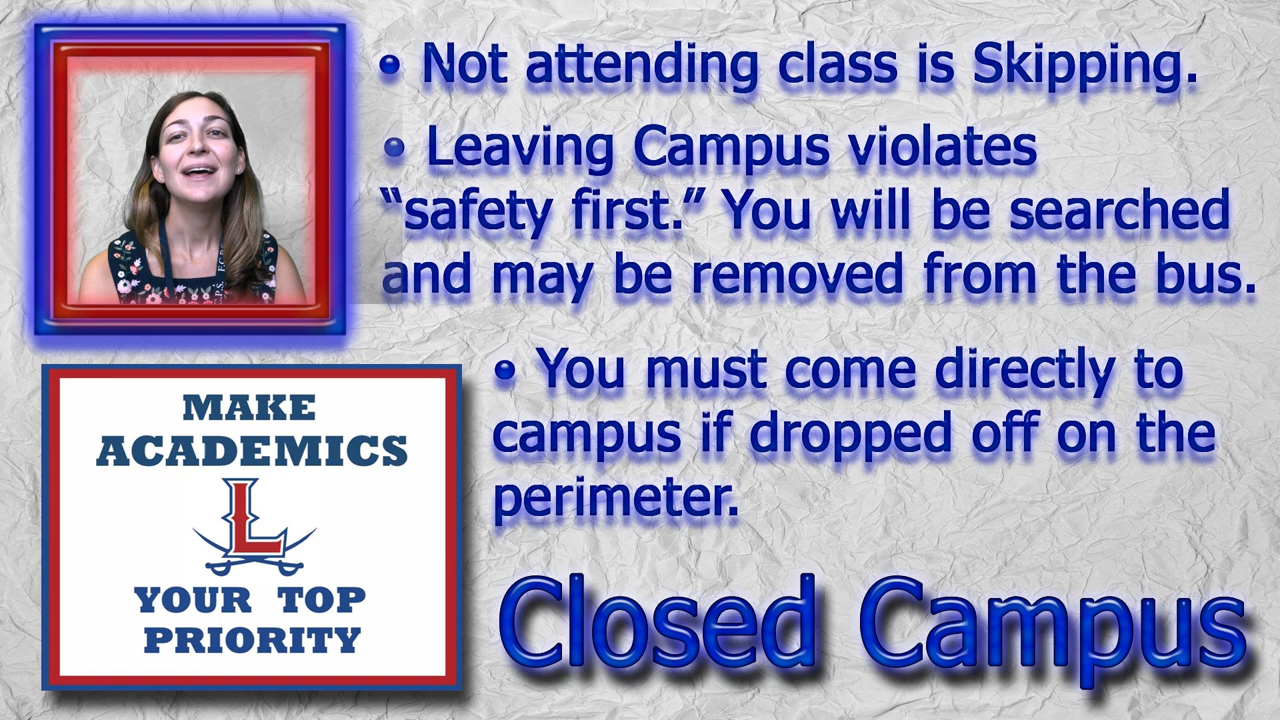 • Not attending class is Skipping.
• Leaving Campus violates
“safety first.” You will be searched
and may be removed from the bus.
• You must come directly to
campus if dropped off on the
perimeter.
Closed Campus
MAKE
ACADEMICS
L
YOUR TOP
PRIORITY